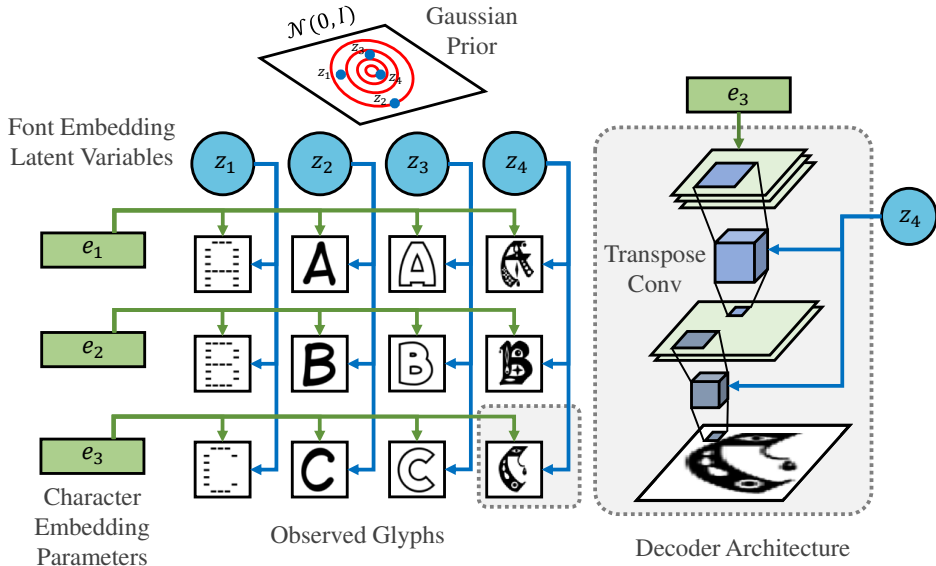 𝒩(0, I)
Gaussian
Prior
z₃
z₁
z₄
z₂
Font Embedding
Latent Variables
z₁ z₂ z₃ z₄
e₃
z₄
e₁
A A A A
Transpose
Conv
e₂
B B B B
e₃
C C C C
Character
Embedding
Parameters
Observed Glyphs
Decoder Architecture